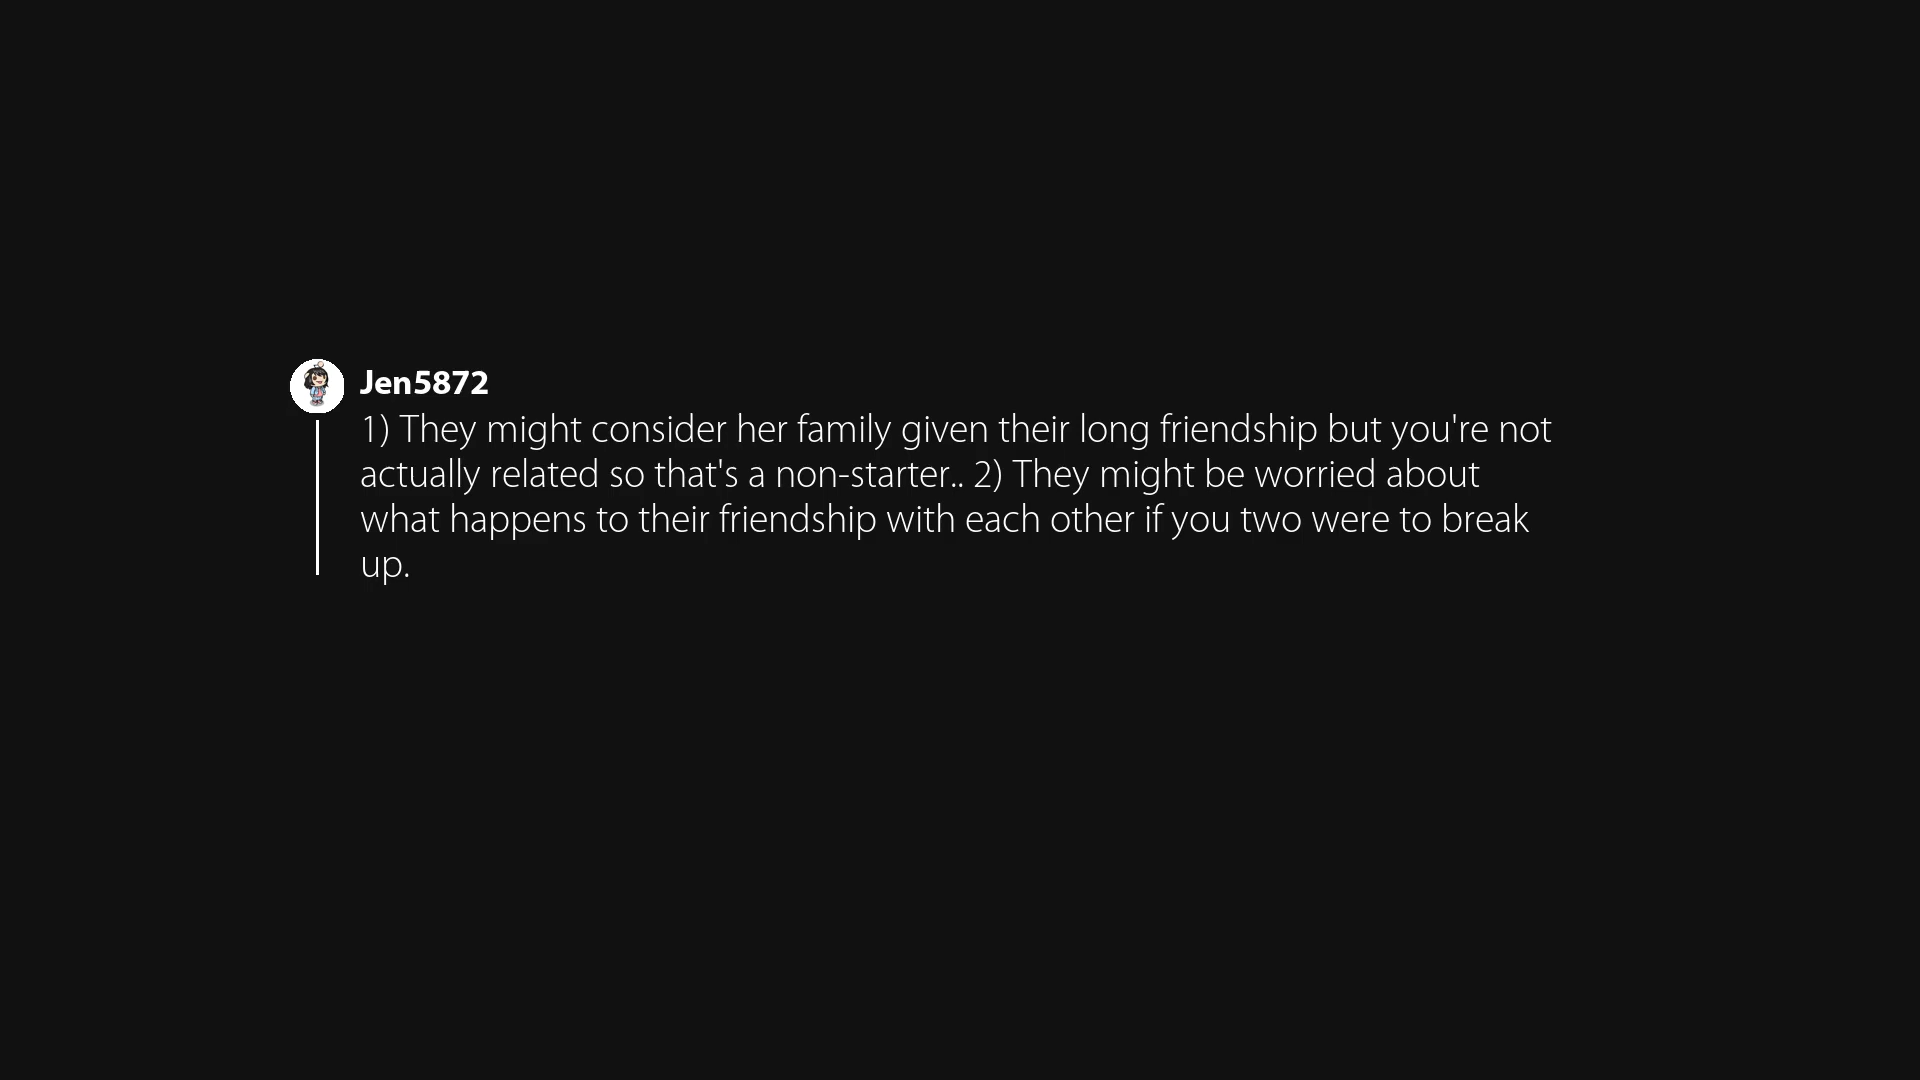 Jen5872
1) They might consider her family given their long friendship but you're not
actually related so that's a non-starter.. 2) They might be worried about
what happens to their friendship with each other if you two were to break
up.